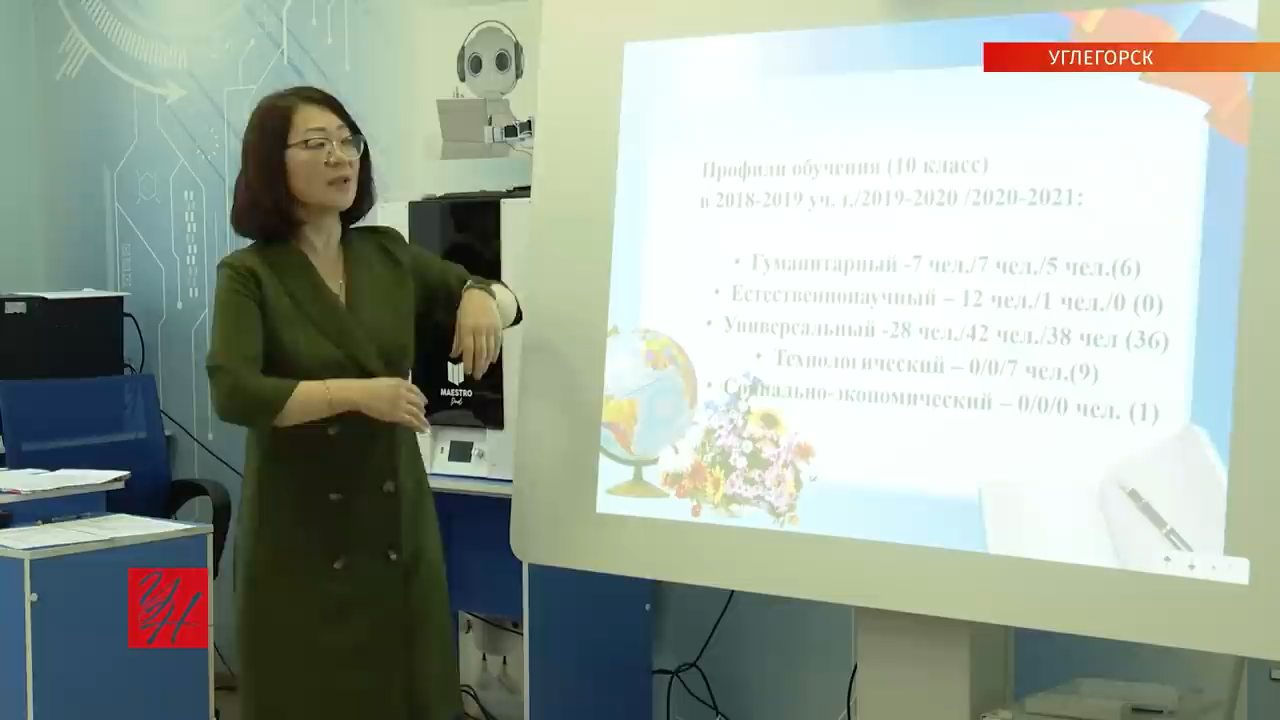 УГЛЕГОРСК
Профили обучения (10 класс)
в 2018-2019 уч. г./2019-2020 /2020-2021:
• Гуманитарный -7 чел./7 чел./5 чел.(6)
• Естественнонаучный – 12 чел./1 чел./0 (0)
• Универсальный -28 чел./42 чел./38 чел (36)
• Технологический – 0/0/7 чел.(9)
• Социально-экономический – 0/0/0 чел. (1)
MAESTRO
УН